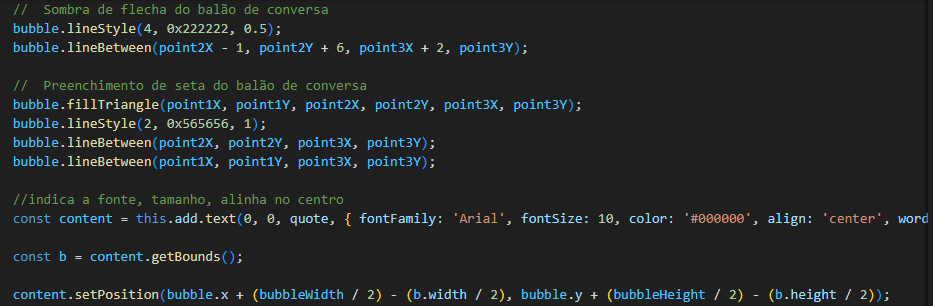 //  Sombra de flecha do balão de conversa
bubble.lineStyle(4, 0x222222, 0.5);
bubble.lineBetween(point2X - 1, point2Y + 6, point3X + 2, point3Y);
//  Preenchimento de seta do balão de conversa
bubble.fillTriangle(point1X, point1Y, point2X, point2Y, point3X, point3Y);
bubble.lineStyle(2, 0x565656, 1);
bubble.lineBetween(point2X, point2Y, point3X, point3Y);
bubble.lineBetween(point1X, point1Y, point3X, point3Y);
//indica a fonte, tamanho, alinha no centro
const content = this.add.text(0, 0, quote, { fontFamily: 'Arial', fontSize: 10, color: '#000000', align: 'center', word
const b = content.getBounds();
content.setPosition(bubble.x + (bubbleWidth / 2) - (b.width / 2), bubble.y + (bubbleHeight / 2) - (b.height / 2));